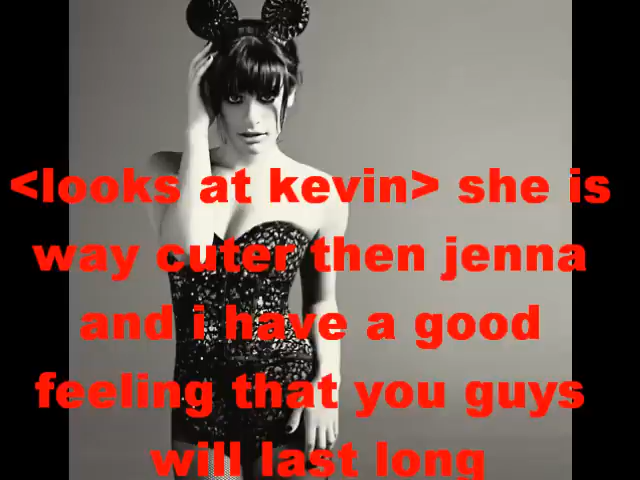 <looks at kevin> she is
way cuter then jenna
and i have a good
feeling that you guys
will last long